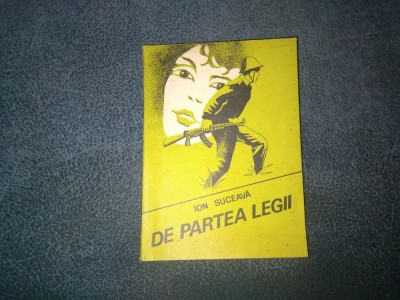 ION SUCEAVĂ
DE PARTEA LEGII